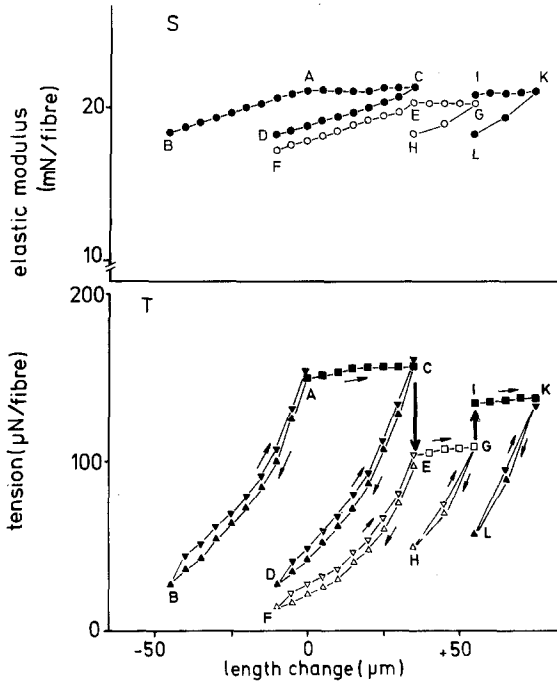 S
elastic modulus
(mN/fibre)
20
10
A
B
C
D
E
F
G
H
I
K
L
T
tension (µN/fibre)
200
100
0
A
B
C
D
E
F
G
H
I
K
L
-50
0
+50
length change (µm)